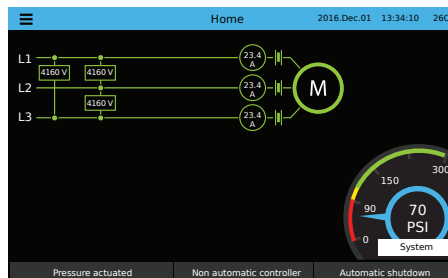 Home 2016.Dec.01 13:34:10 26C
L1
23.4 A
4160 V 4160 V
L2
23.4 A
M
4160 V
L3
23.4 A
300
150
90
70
PSI
0
System
Pressure actuated Non automatic controller Automatic shutdown